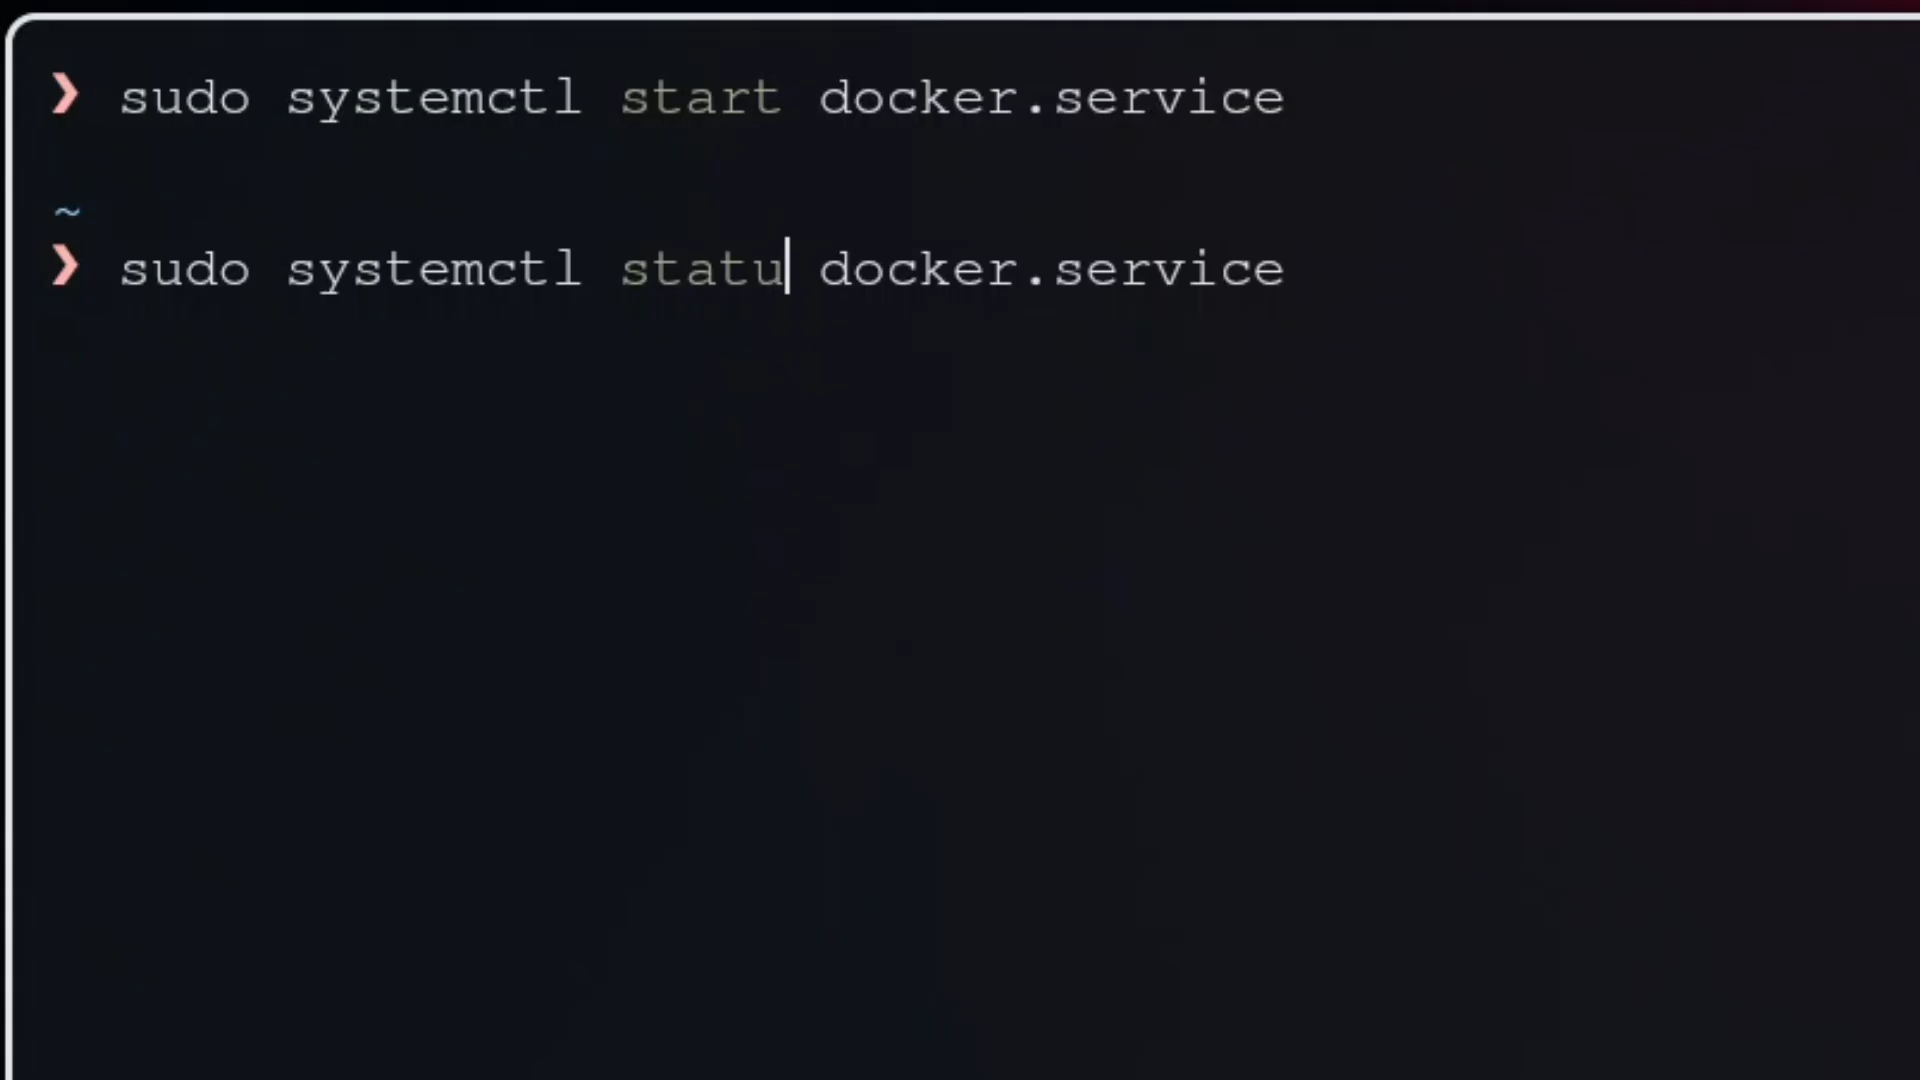 ❯ sudo systemctl start docker.service
~
❯ sudo systemctl statu docker.service